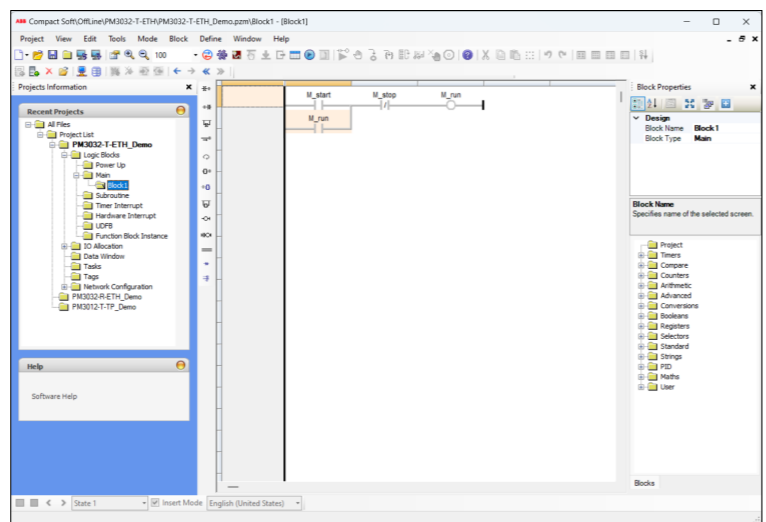 ABB Compact Soft\OffLine\PM3032-T-ETH\PM3032-T-ETH_Demo.pzm\Block1 - [Block1]
Project View Edit Tools Mode Block Define Window Help
100
Projects Information
Recent Projects
All Files
Project List
PM3032-T-ETH_Demo
Logic Blocks
Power Up
Main
Block1
Subroutine
Timer Interrupt
Hardware Interrupt
UDFB
Function Block Instance
IO Allocation
Data Window
Tasks
Tags
Network Configuration
PM3032-R-ETH_Demo
PM3012-T-TP_Demo
Help
Software Help
M_start M_stop M_run
M_run
Block Properties
Design
Block Name Block1
Block Type Main
Block Name
Specifies name of the selected screen.
Project
Timers
Compare
Counters
Arithmetic
Advanced
Conversions
Booleans
Registers
Selectors
Standard
Strings
PID
Maths
User
Blocks
State 1 Insert Mode English (United States)